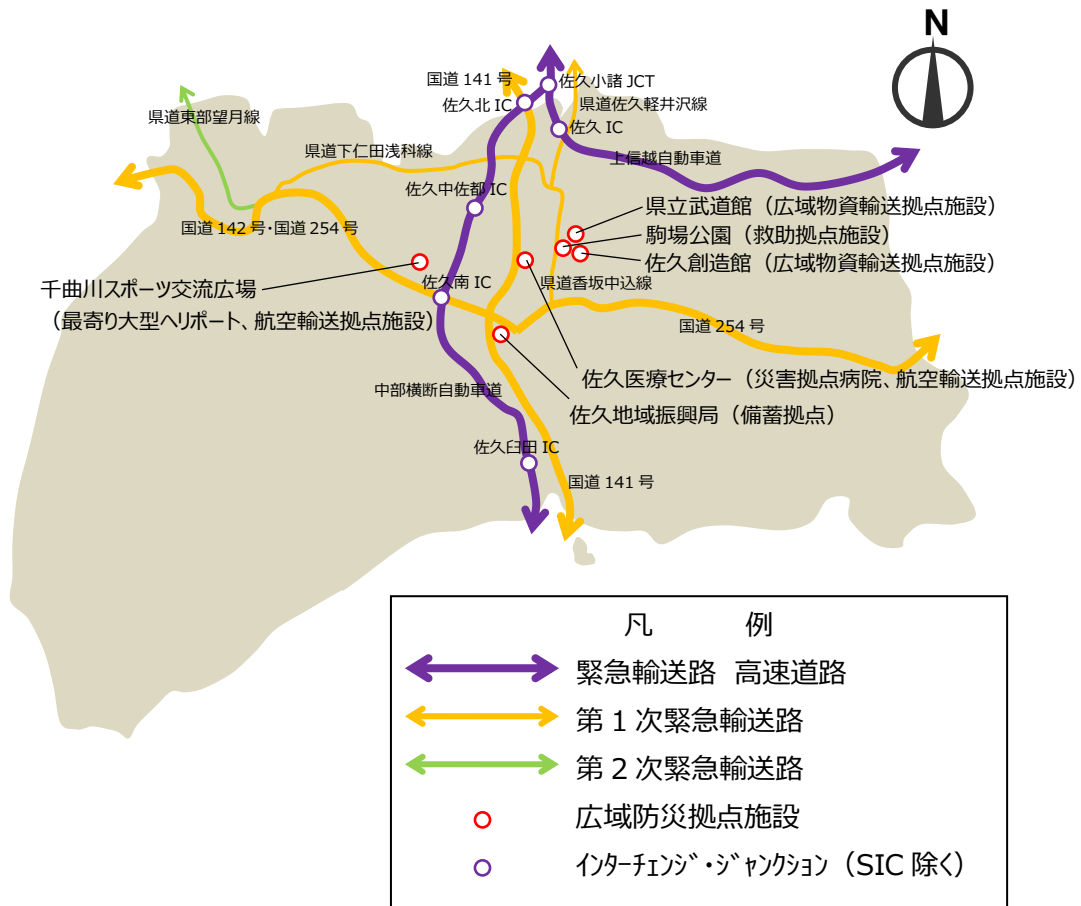 N
国道 141 号
佐久小諸 JCT
佐久北 IC
県道佐久軽井沢線
県道東部望月線
佐久 IC
県道下仁田浅科線
上信越自動車道
佐久中佐都 IC
県立武道館（広域物資輸送拠点施設）
国道 142 号・国道 254 号
駒場公園（救助拠点施設）
佐久創造館（広域物資輸送拠点施設）
佐久南 IC
県道香坂中込線
千曲川スポーツ交流広場
（最寄り大型ヘリポート、航空輸送拠点施設）
国道 254 号
佐久医療センター（災害拠点病院、航空輸送拠点施設）
中部横断自動車道
佐久地域振興局（備蓄拠点）
佐久臼田 IC
国道 141 号
凡　　　例
緊急輸送路 高速道路
第 1 次緊急輸送路
第 2 次緊急輸送路
広域防災拠点施設
ｲﾝﾀｰﾁｪﾝｼﾞ･ｼﾞｬﾝｸｼｮﾝ（SIC 除く）